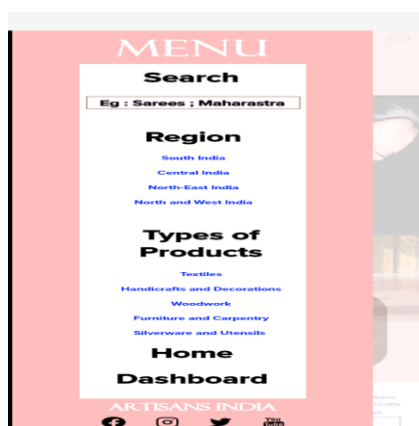 MENU
Search
Eg : Sarees ; Maharastra
Region
South India
Central India
North-East India
North and West India
Types of
Products
Textiles
Handicrafts and Decorations
Woodwork
Furniture and Carpentry
Silverware and Utensils
Home
Dashboard
ARTISANS INDIA
You